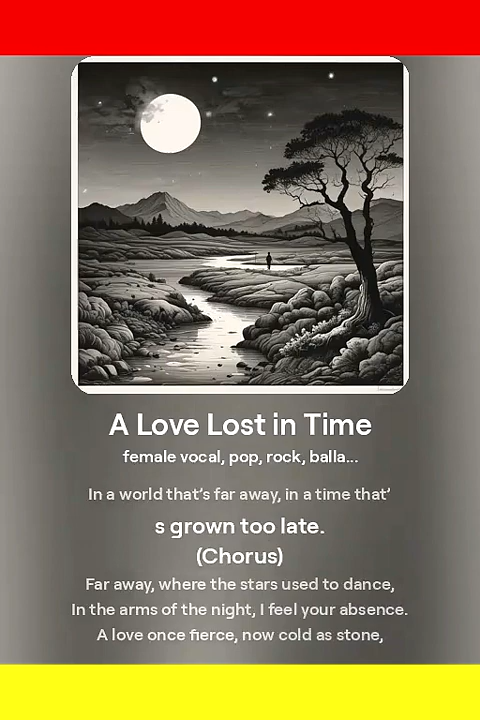 A Love Lost in Time
female vocal, pop, rock, balla...
In a world that's far away, in a time that'
s grown too late.
(Chorus)
Far away, where the stars used to dance,
In the arms of the night, I feel your absence.
A love once fierce, now cold as stone,